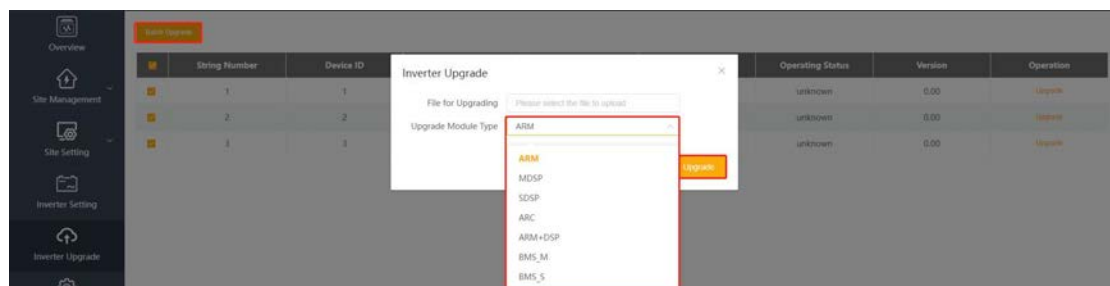 Overview
Site Management
Site Setting
Inverter Setting
Inverter Upgrade
Batch Upgrade
String Number Device ID Operating Status Version Operation
1 1 unknown 0.00 Upgrade
2 2 unknown 0.00 Upgrade
3 3 unknown 0.00 Upgrade
Inverter Upgrade
File for Upgrading Please select the file to upload
Upgrade Module Type ARM
ARM
MDSP
SDSP
ARC
ARM+DSP
BMS_M
BMS_S
Upgrade